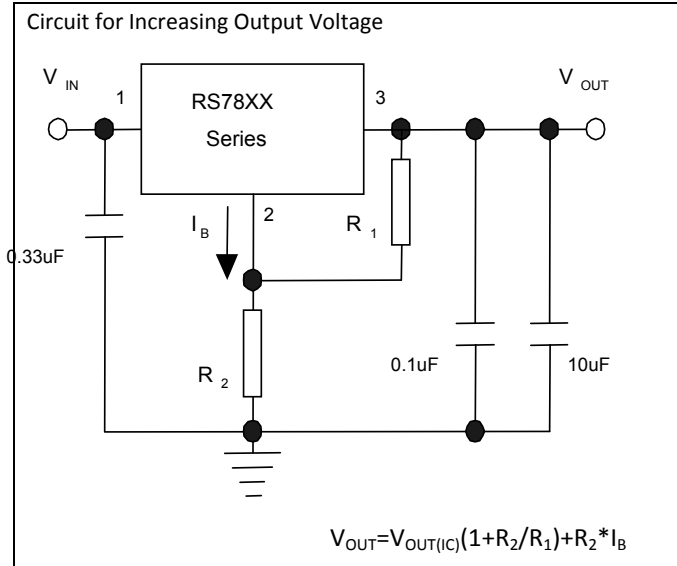 Circuit for Increasing Output Voltage
V IN
1
RS78XX
Series
3
V OUT
2
I B
R 1
0.33uF
R 2
0.1uF
10uF
VOUT=VOUT(IC)(1+R2/R1)+R2*IB